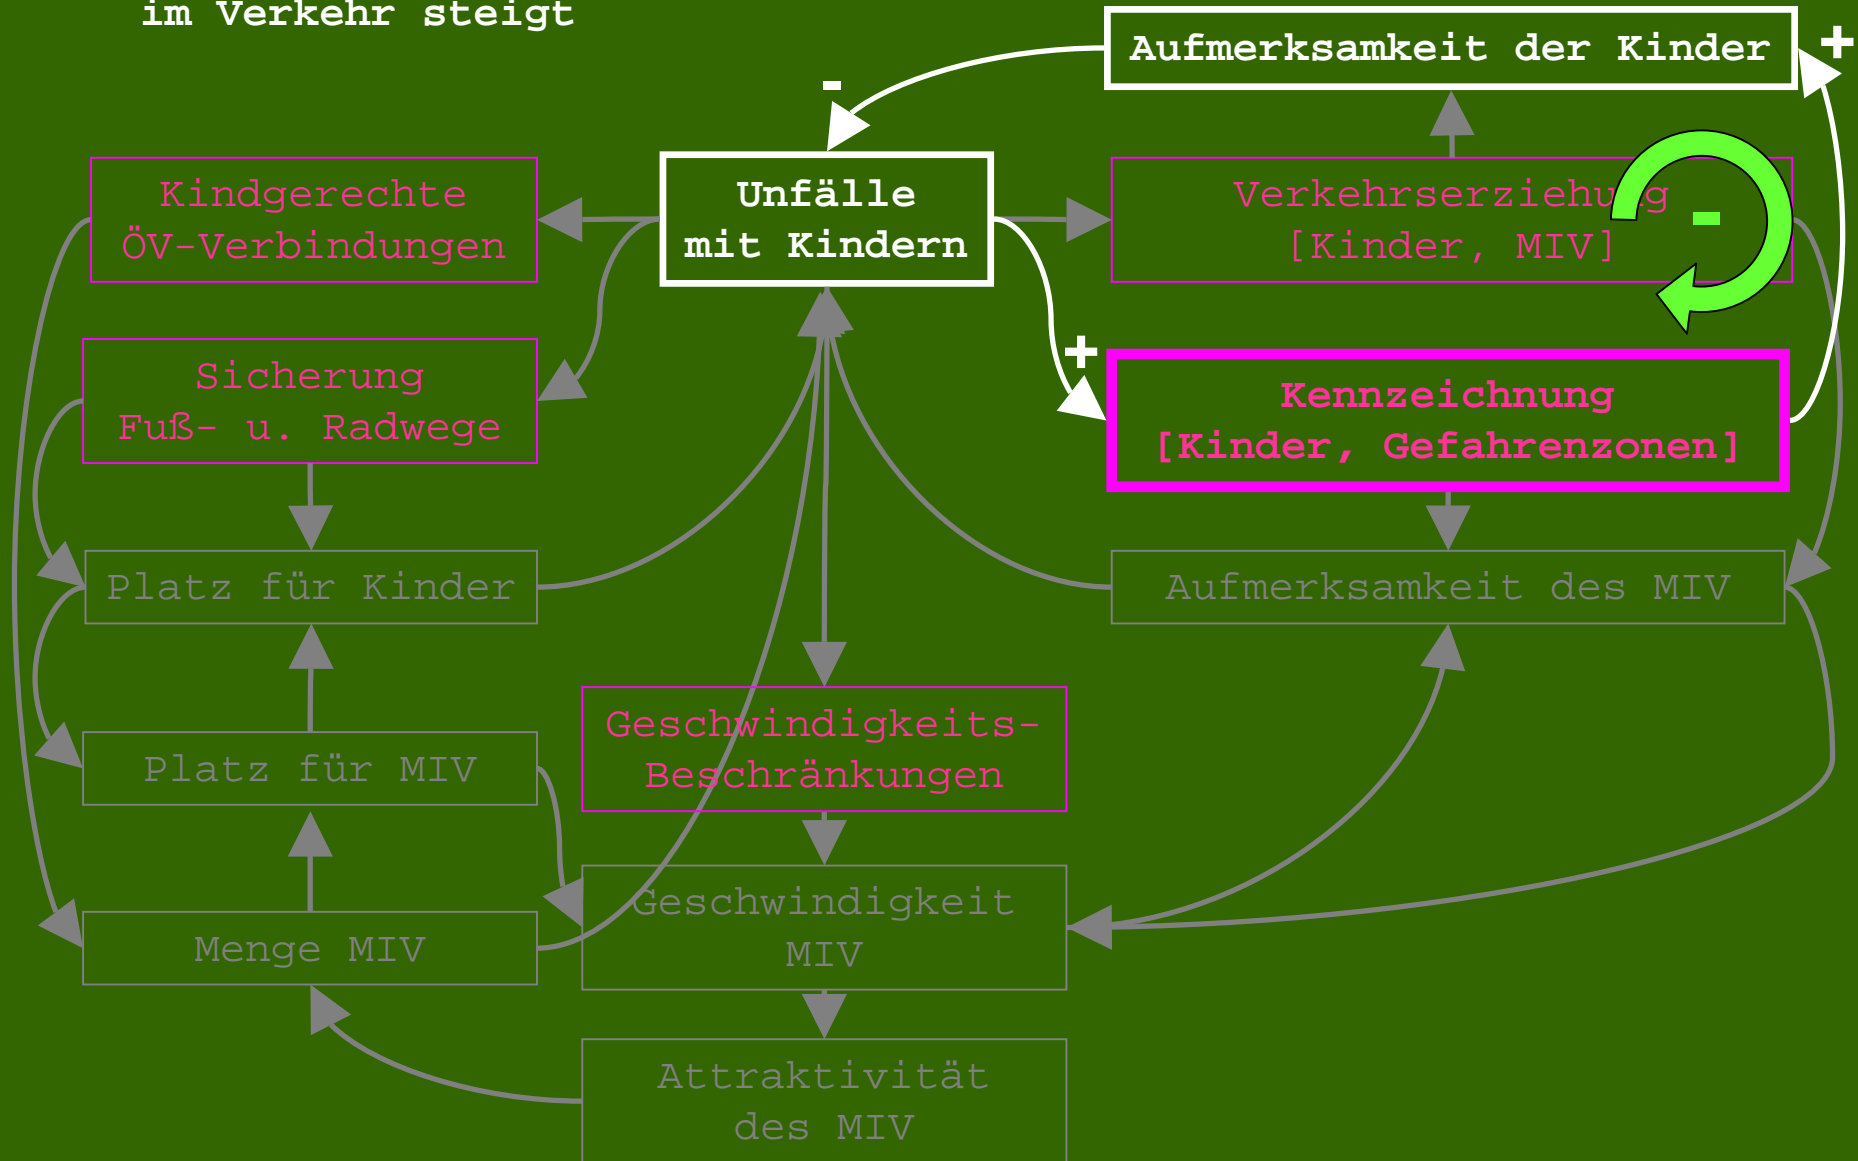 im Verkehr steigt
Aufmerksamkeit der Kinder
+
-
Kindgerechte
ÖV-Verbindungen
Unfälle
mit Kindern
Verkehrserziehung
[Kinder, MIV]
-
Sicherung
Fuß- u. Radwege
+
Kennzeichnung
[Kinder, Gefahrenzonen]
Platz für Kinder
Aufmerksamkeit des MIV
Geschwindigkeits-
Beschränkungen
Platz für MIV
Geschwindigkeit
MIV
Menge MIV
Attraktivität
des MIV